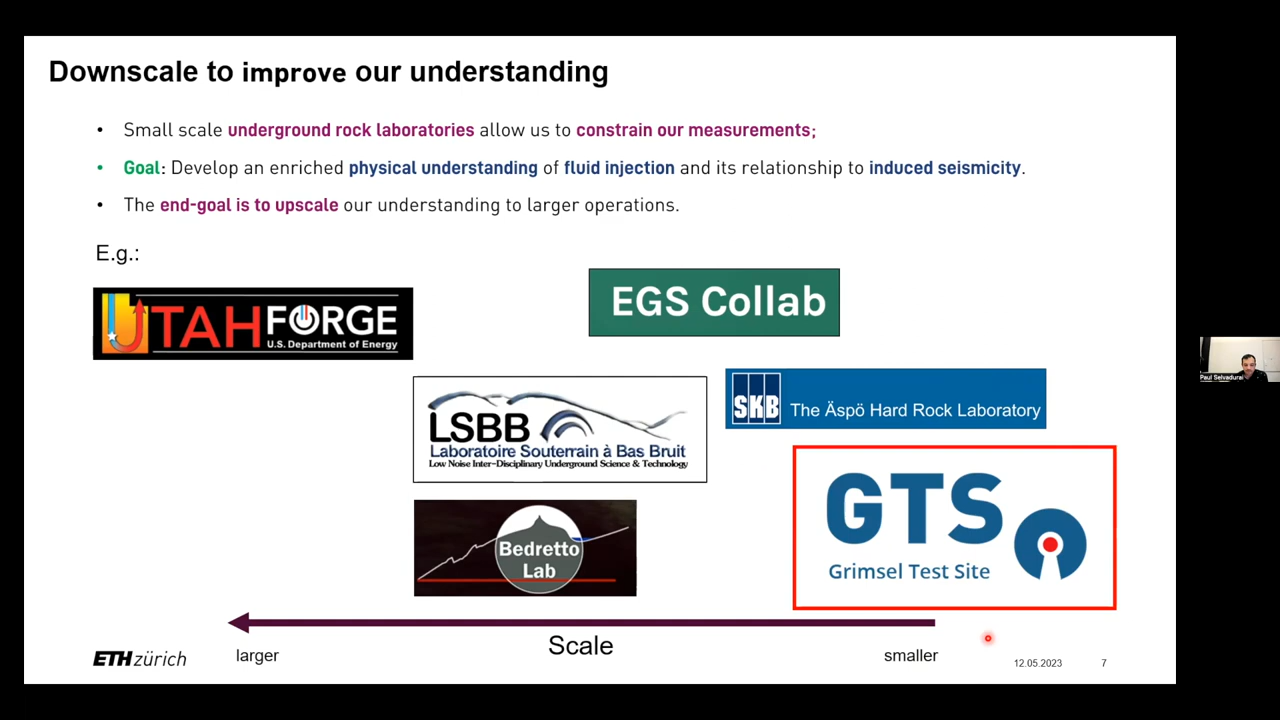 Downscale to improve our understanding
• Small scale underground rock laboratories allow us to constrain our measurements;
• Goal: Develop an enriched physical understanding of fluid injection and its relationship to induced seismicity.
• The end-goal is to upscale our understanding to larger operations.
E.g.:
UTAH FORGE
U.S. Department of Energy
EGS Collab
LSBB
Laboratoire Souterrain à Bas Bruit
Low Noise Inter-Disciplinary Underground Science & Technology
SKB The Äspö Hard Rock Laboratory
Bedretto
Lab
GTS
Grimsel Test Site
Scale
larger
smaller
ETH zürich
12.05.2023
7
Paul Selvadurai